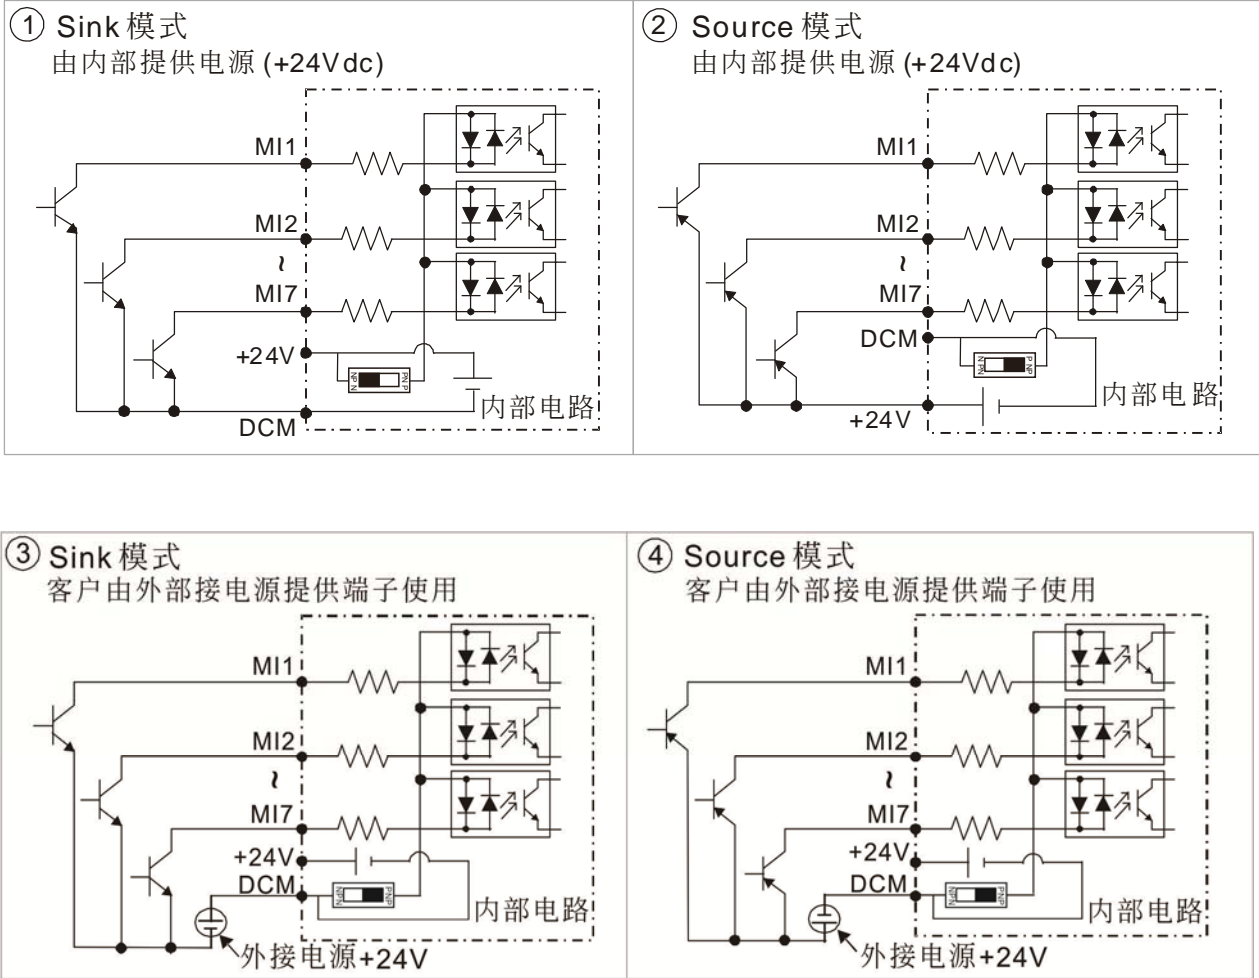 ① Sink 模式
由内部提供电源 (+24Vdc)
MI1
MI2
~
MI7
+24V
NPN
PNP
内部电路
DCM
② Source 模式
由内部提供电源 (+24Vdc)
MI1
MI2
~
MI7
DCM
NPN
PNP
内部电路
+24V
③ Sink 模式
客户由外部接电源提供端子使用
MI1
MI2
~
MI7
+24V
DCM
NPN
PNP
内部电路
外接电源+24V
④ Source 模式
客户由外部接电源提供端子使用
MI1
MI2
~
MI7
+24V
DCM
NPN
PNP
内部电路
外接电源+24V